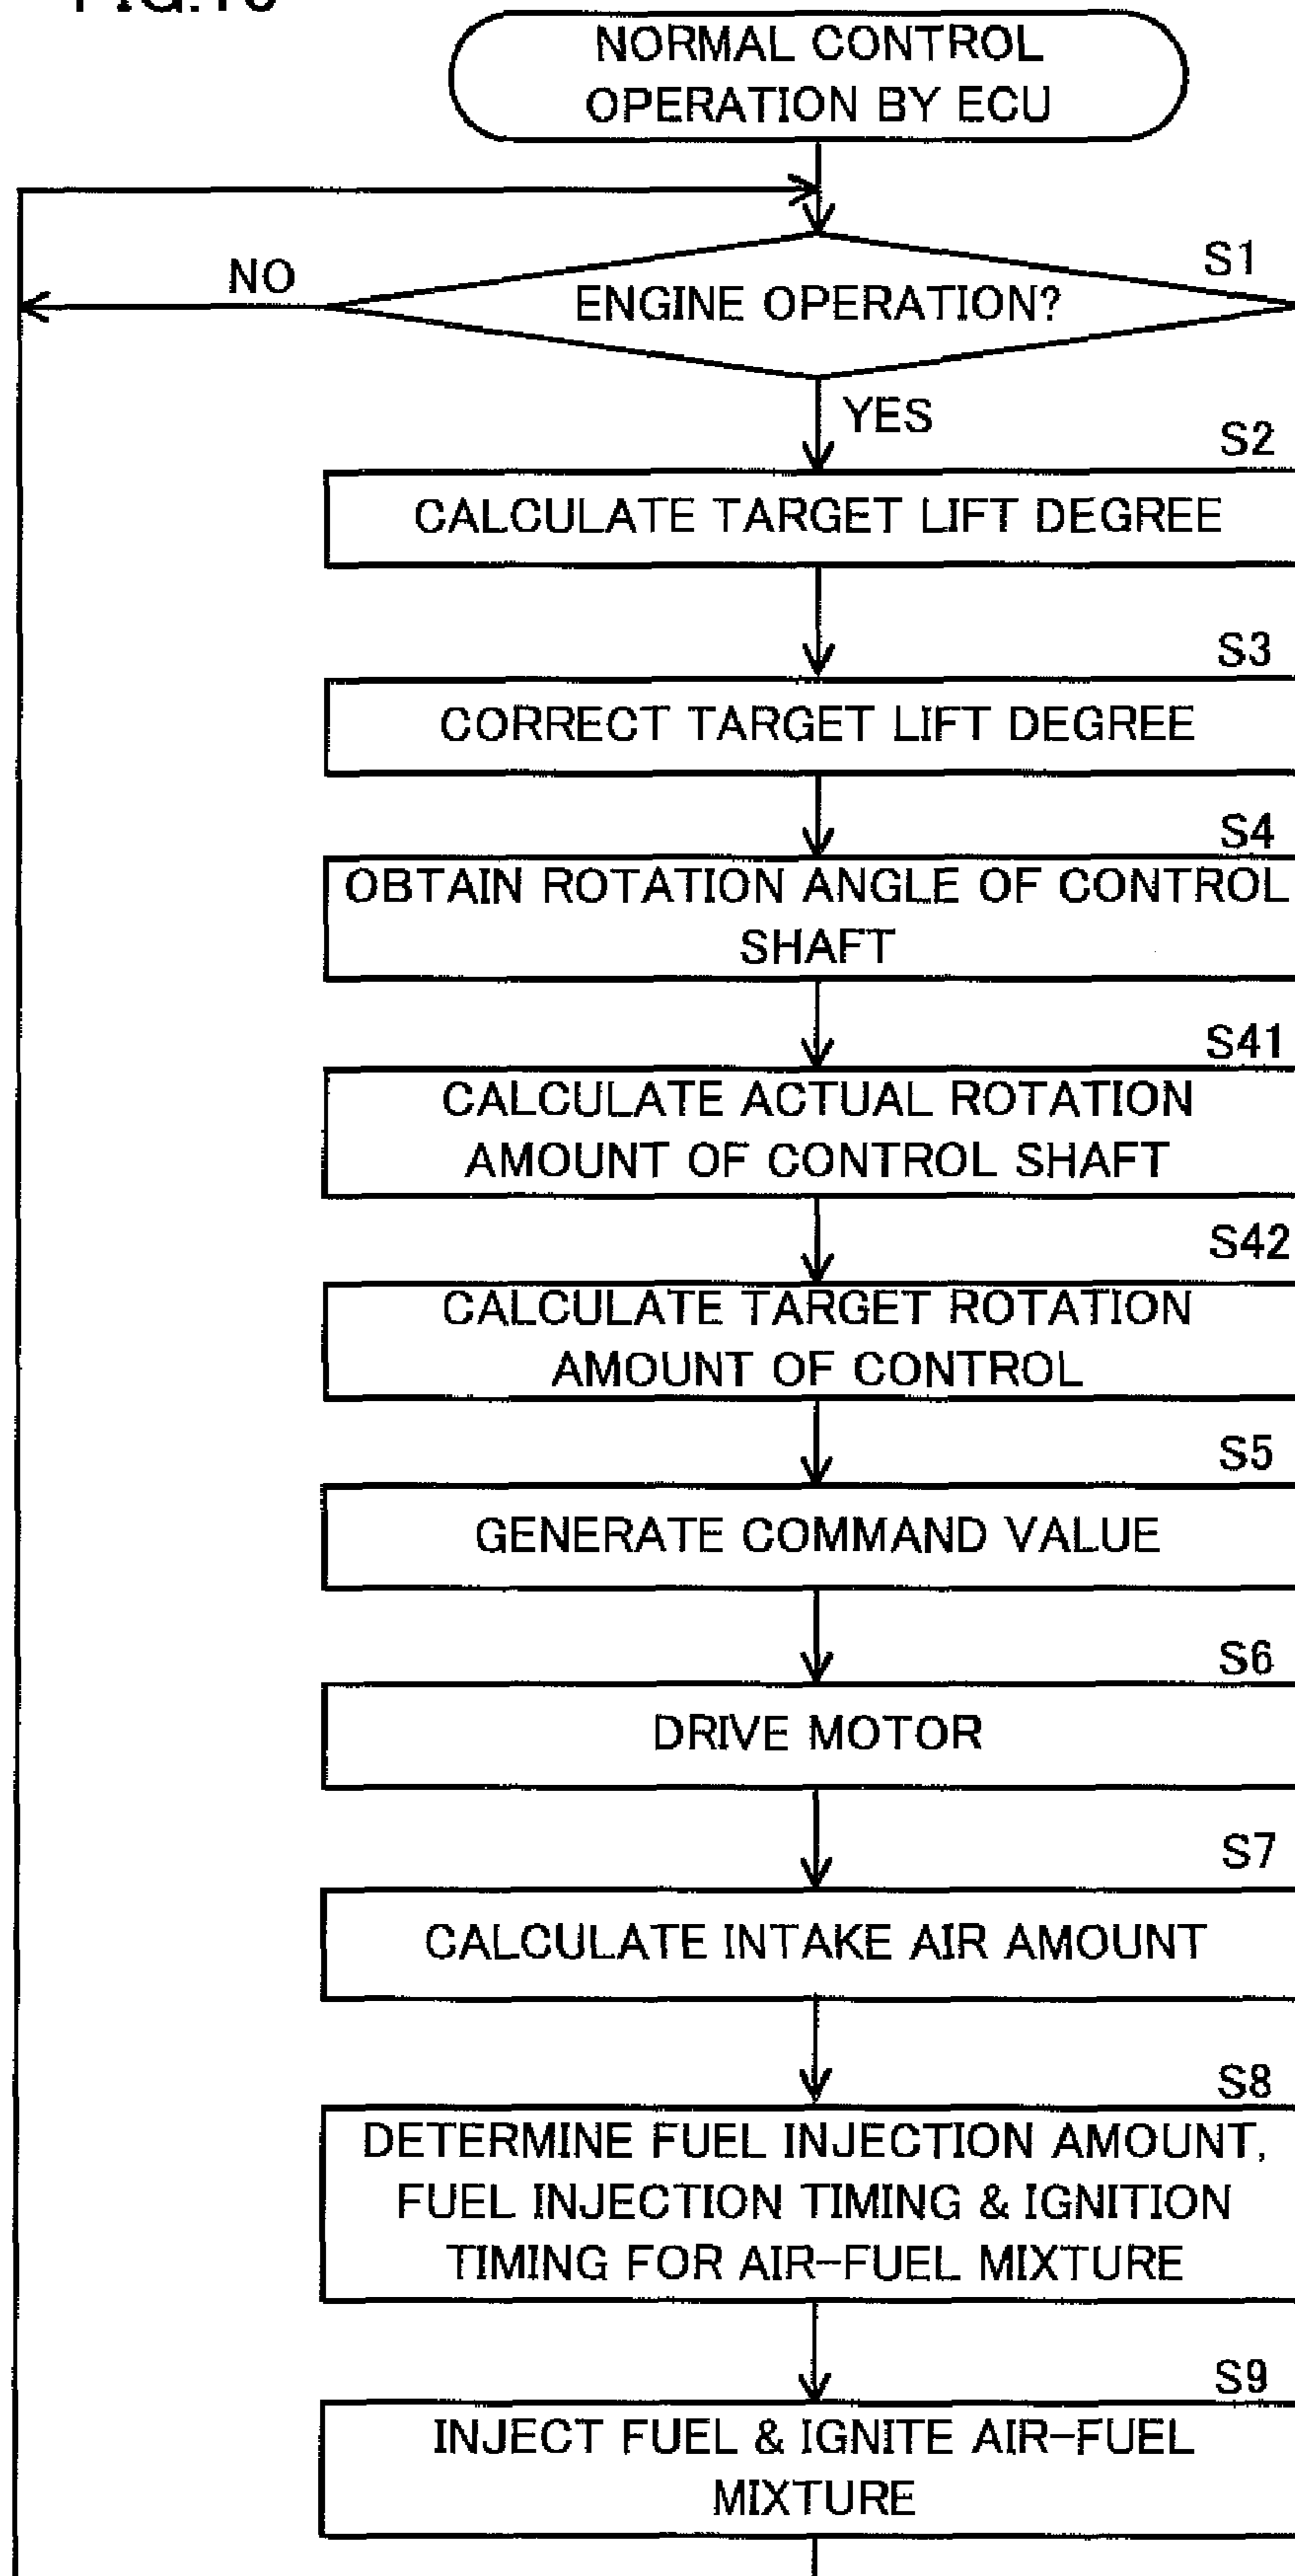 NORMAL CONTROL
OPERATION BY ECU
S1
NO
ENGINE OPERATION?
YES
S2
CALCULATE TARGET LIFT DEGREE
S3
CORRECT TARGET LIFT DEGREE
S4
OBTAIN ROTATION ANGLE OF CONTROL
SHAFT
S41
CALCULATE ACTUAL ROTATION
AMOUNT OF CONTROL SHAFT
S42
CALCULATE TARGET ROTATION
AMOUNT OF CONTROL
S5
GENERATE COMMAND VALUE
S6
DRIVE MOTOR
S7
CALCULATE INTAKE AIR AMOUNT
S8
DETERMINE FUEL INJECTION AMOUNT,
FUEL INJECTION TIMING & IGNITION
TIMING FOR AIR-FUEL MIXTURE
S9
INJECT FUEL & IGNITE AIR-FUEL
MIXTURE